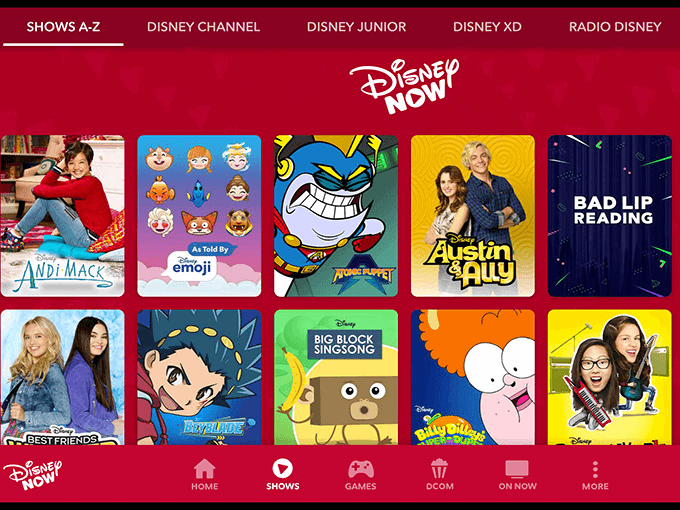 SHOWS A-Z
DISNEY CHANNEL
DISNEY JUNIOR
DISNEY XD
RADIO DISNEY
Disney
NOW
Disney
ANDI MACK
As Told By
Disney
emoji
ATOMIC PUPPET
Disney
Austin
& Ally
BAD LIP
READING
Disney
BEST FRIENDS
BEYBLADE
Disney
BIG BLOCK
SINGSONG
Disney
Billy Dilley's
SUPER-DUPER
DISNEY
Disney
NOW
HOME
SHOWS
GAMES
DCOM
ON NOW
MORE